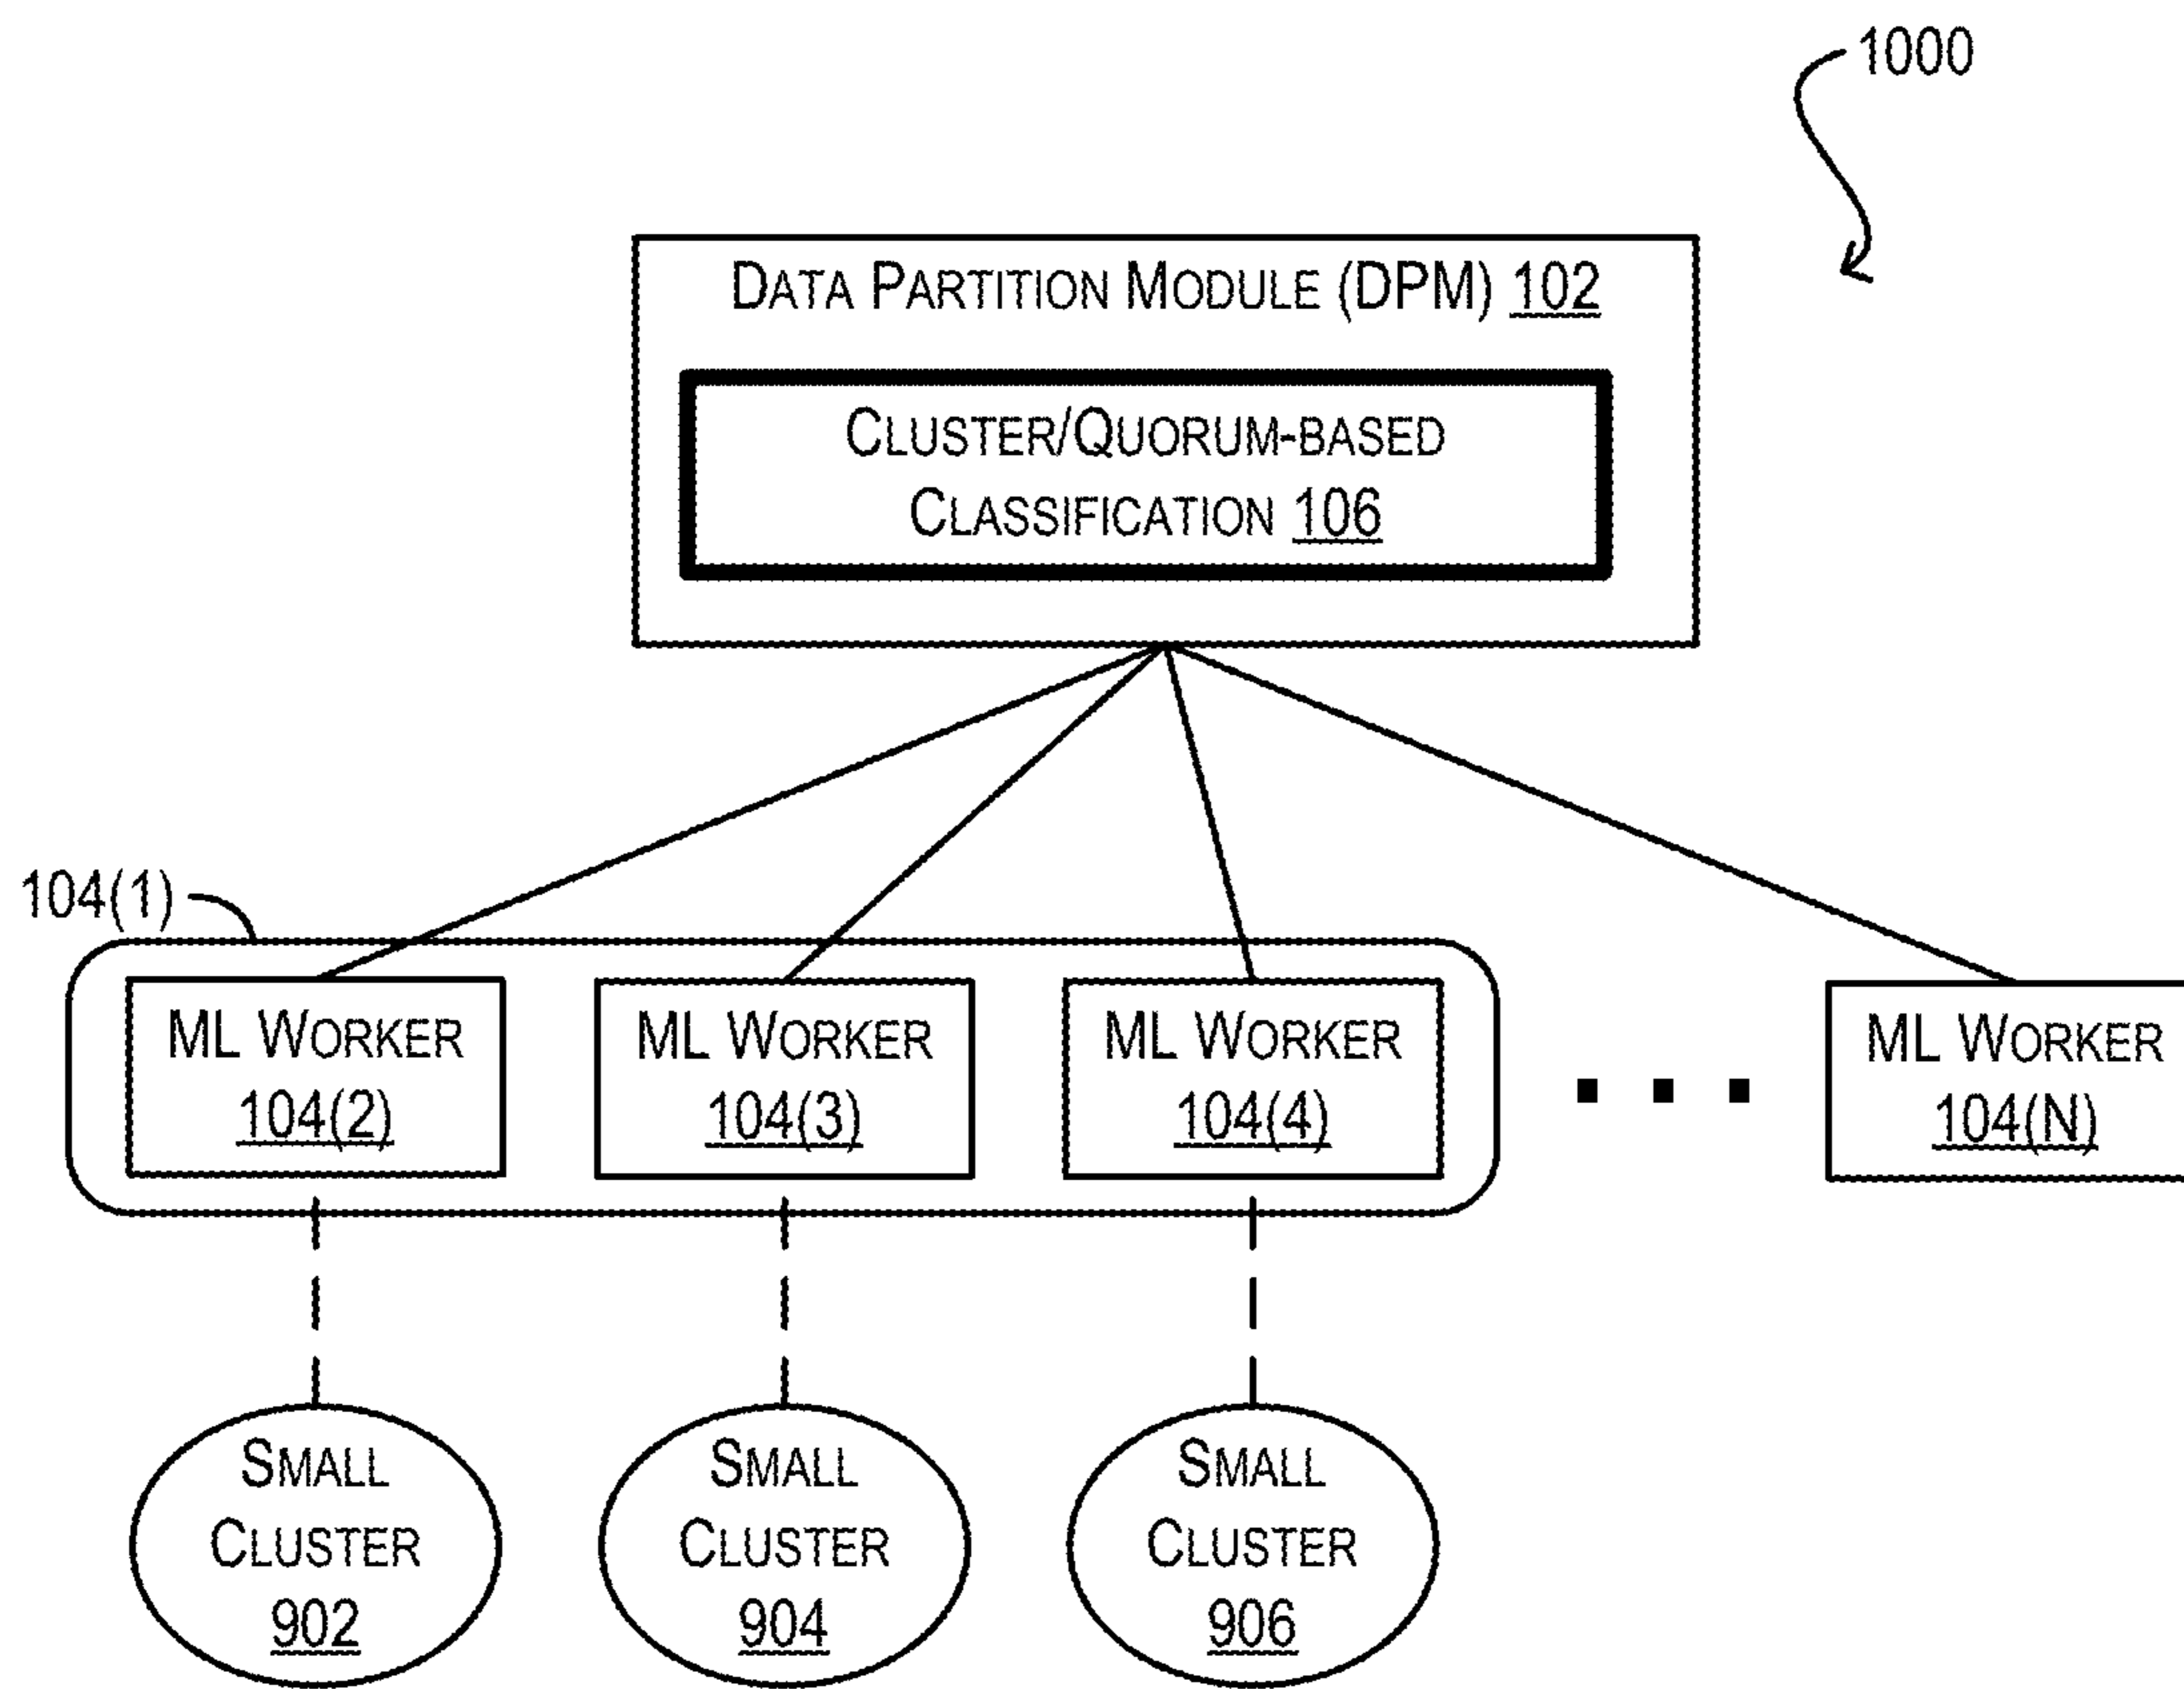 1000
DATA PARTITION MODULE (DPM) 102
CLUSTER/QUORUM-BASED
CLASSIFICATION 106
104(1)
ML WORKER
104(2)
ML WORKER
104(3)
ML WORKER
104(4)
ML WORKER
104(N)
SMALL
CLUSTER
902
SMALL
CLUSTER
904
SMALL
CLUSTER
906